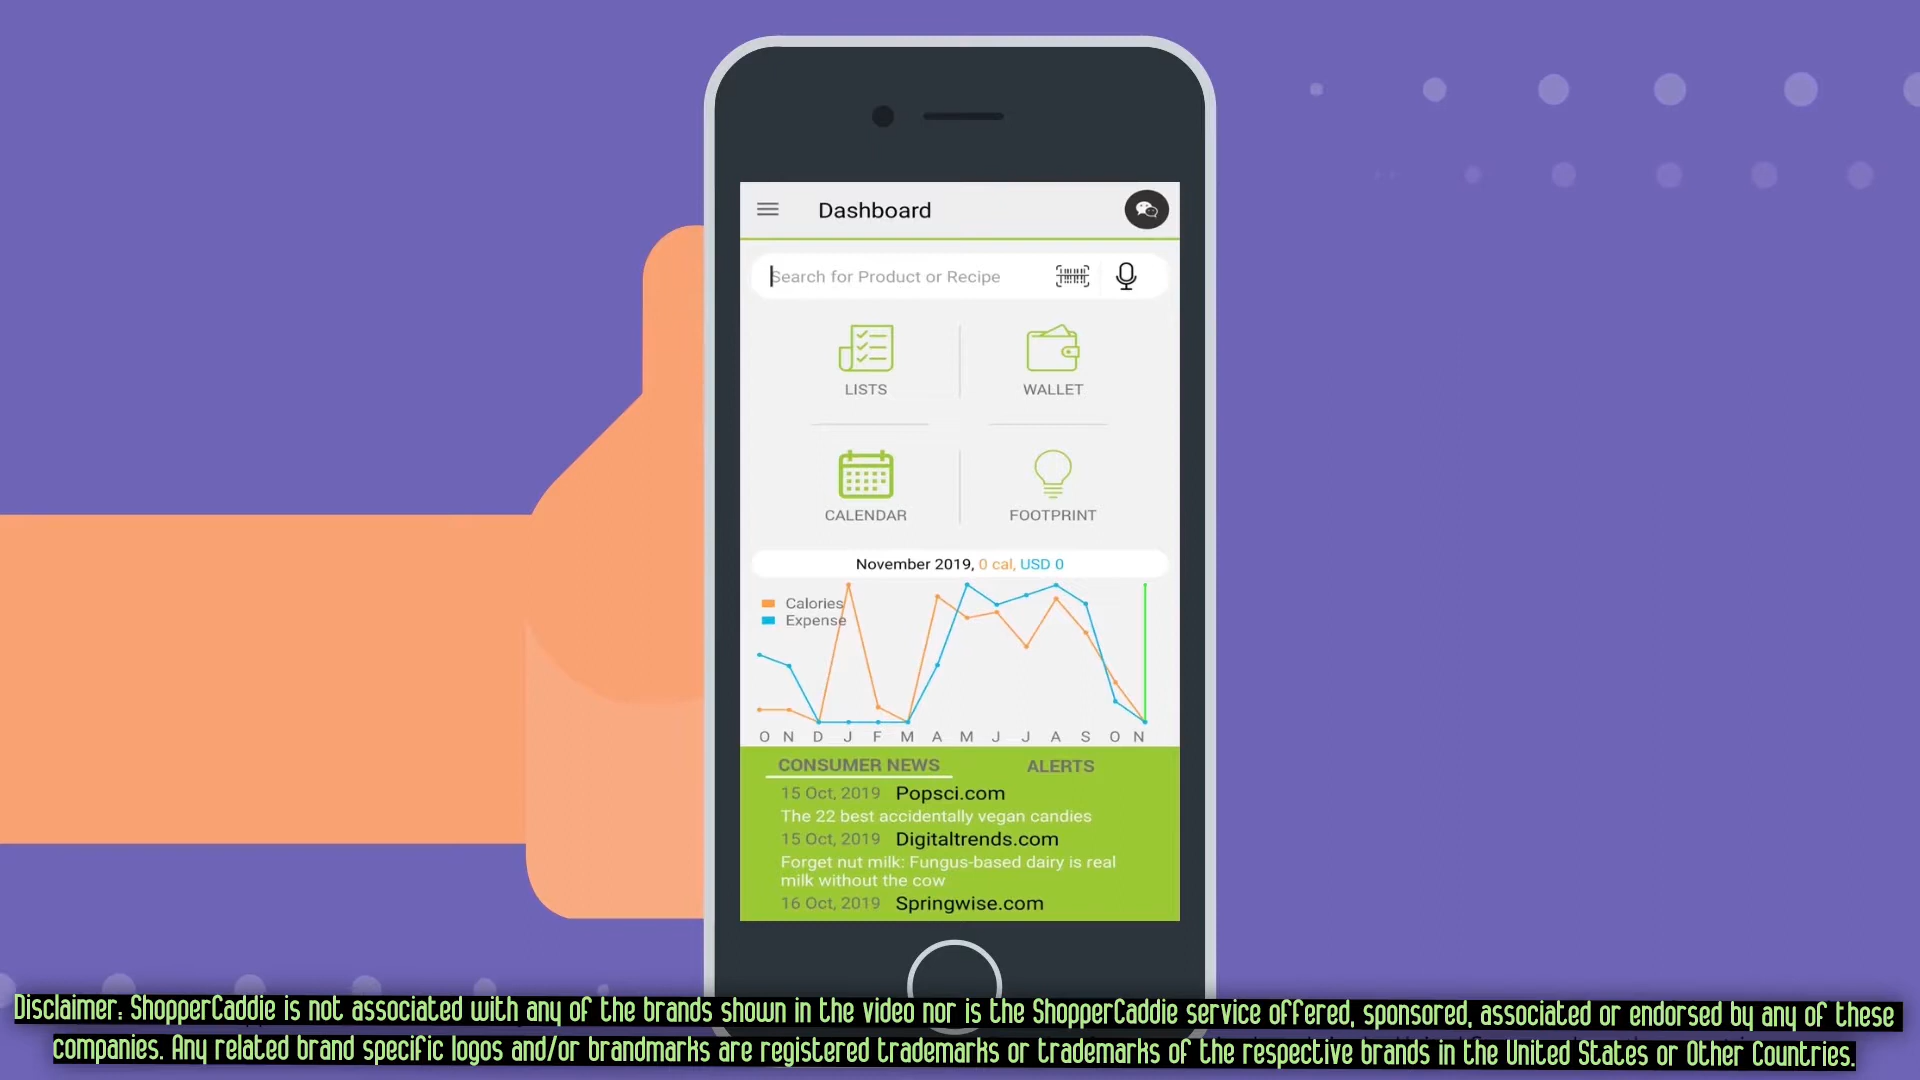 Dashboard
Search for Product or Recipe
LISTS
WALLET
CALENDAR
FOOTPRINT
November 2019, 0 cal, USD 0
Calories
Expense
O N D J F M A M J J A S O N
CONSUMER NEWS
ALERTS
15 Oct, 2019 Popsci.com
The 22 best accidentally vegan candies
15 Oct, 2019 Digitaltrends.com
Forget nut milk: Fungus-based dairy is real
milk without the cow
16 Oct, 2019 Springwise.com
Disclaimer: ShopperCaddie is not associated with any of the brands shown in the video nor is the ShopperCaddie service offered, sponsored, associated or endorsed by any of these
companies. Any related brand specific logos and/or brandmarks are registered trademarks or trademarks of the respective brands in the United States or Other Countries.